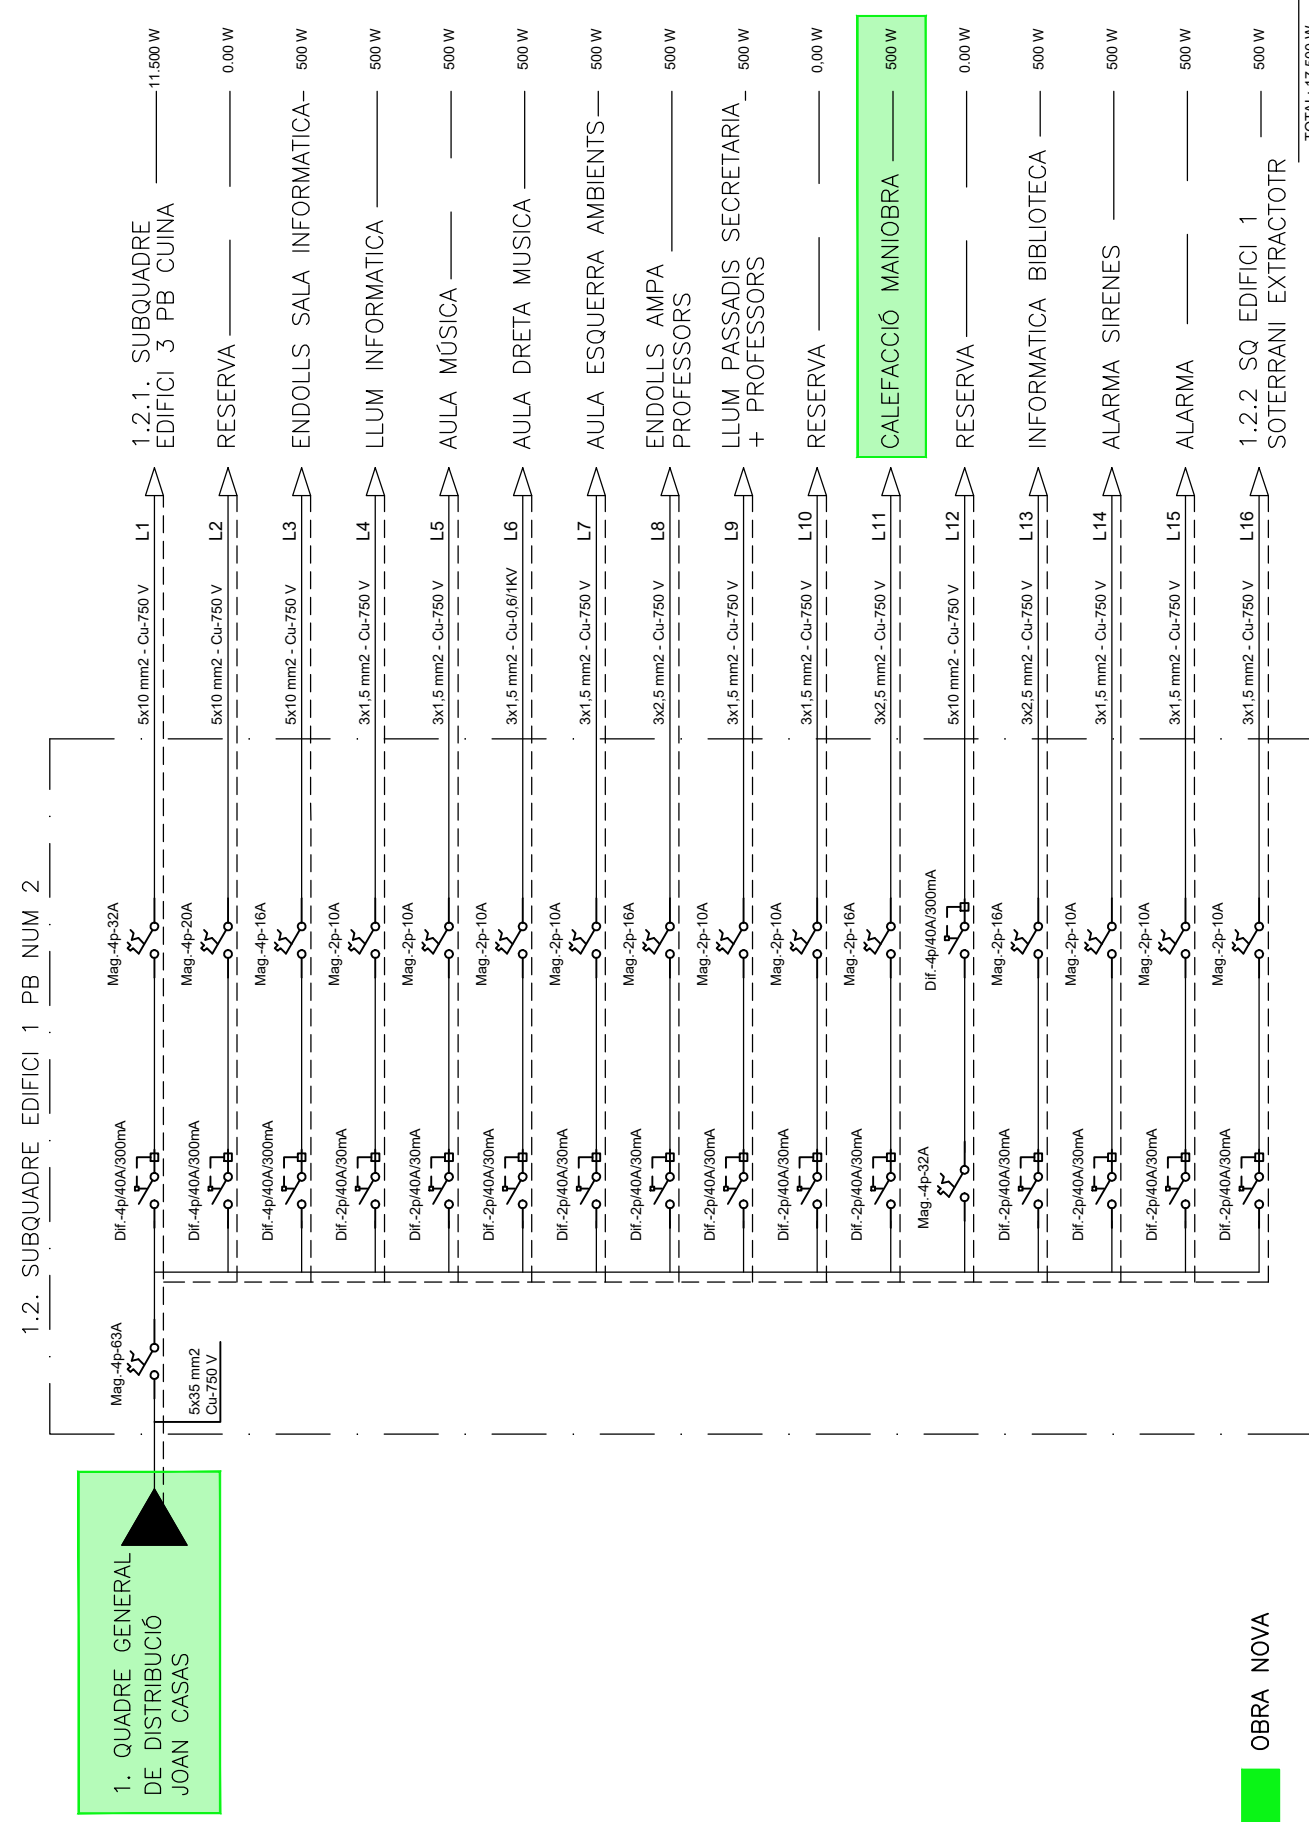 1.2. SUBQUADRE EDIFICI 1 PB NUM 2
1. QUADRE GENERAL
DE DISTRIBUCIÓ
JOAN CASAS
Mag.-4p-63A
5x35 mm2
Cu-750 V
Dif.-4p/40A/300mA
Mag.-4p-32A
5x10 mm2 - Cu-750 V
L1
1.2.1. SUBQUADRE
EDIFICI 3 PB CUINA
11.500 W
Dif.-4p/40A/300mA
Mag.-4p-20A
5x10 mm2 - Cu-750 V
L2
RESERVA
0.00 W
Dif.-4p/40A/300mA
Mag.-4p-16A
5x10 mm2 - Cu-750 V
L3
ENDOLLS SALA INFORMATICA
500 W
Dif.-2p/40A/30mA
Mag.-2p-10A
3x1,5 mm2 - Cu-750 V
L4
LLUM INFORMATICA
500 W
Dif.-2p/40A/30mA
Mag.-2p-10A
3x1,5 mm2 - Cu-750 V
L5
AULA MÚSICA
500 W
Dif.-2p/40A/30mA
Mag.-2p-10A
3x1,5 mm2 - Cu-0,6/1KV
L6
AULA DRETA MUSICA
500 W
Dif.-2p/40A/30mA
Mag.-2p-10A
3x1,5 mm2 - Cu-750 V
L7
AULA ESQUERRA AMBIENTS
500 W
Dif.-2p/40A/30mA
Mag.-2p-16A
3x2,5 mm2 - Cu-750 V
L8
ENDOLLS AMPA
PROFESSORS
500 W
Dif.-2p/40A/30mA
Mag.-2p-10A
3x1,5 mm2 - Cu-750 V
L9
LLUM PASSADIS SECRETARIA
+ PROFESSORS
500 W
Dif.-2p/40A/30mA
Mag.-2p-10A
3x1,5 mm2 - Cu-750 V
L10
RESERVA
0,00 W
Dif.-2p/40A/30mA
Mag.-2p-16A
3x2,5 mm2 - Cu-750 V
L11
CALEFACCIÓ MANIOBRA
500 W
Mag.-4p-32A
Dif.-4p/40A/300mA
5x10 mm2 - Cu-750 V
L12
RESERVA
0.00 W
Dif.-2p/40A/30mA
Mag.-2p-16A
3x2,5 mm2 - Cu-750 V
L13
INFORMATICA BIBLIOTECA
500 W
Dif.-2p/40A/30mA
Mag.-2p-10A
3x1,5 mm2 - Cu-750 V
L14
ALARMA SIRENES
500 W
Dif.-2p/40A/30mA
Mag.-2p-10A
3x1,5 mm2 - Cu-750 V
L15
ALARMA
500 W
Dif.-2p/40A/30mA
Mag.-2p-10A
3x1,5 mm2 - Cu-750 V
L16
1.2.2 SQ EDIFICI 1
SOTERRANI EXTRACTOTR
500 W
TOTAL: 17.500 W
OBRA NOVA